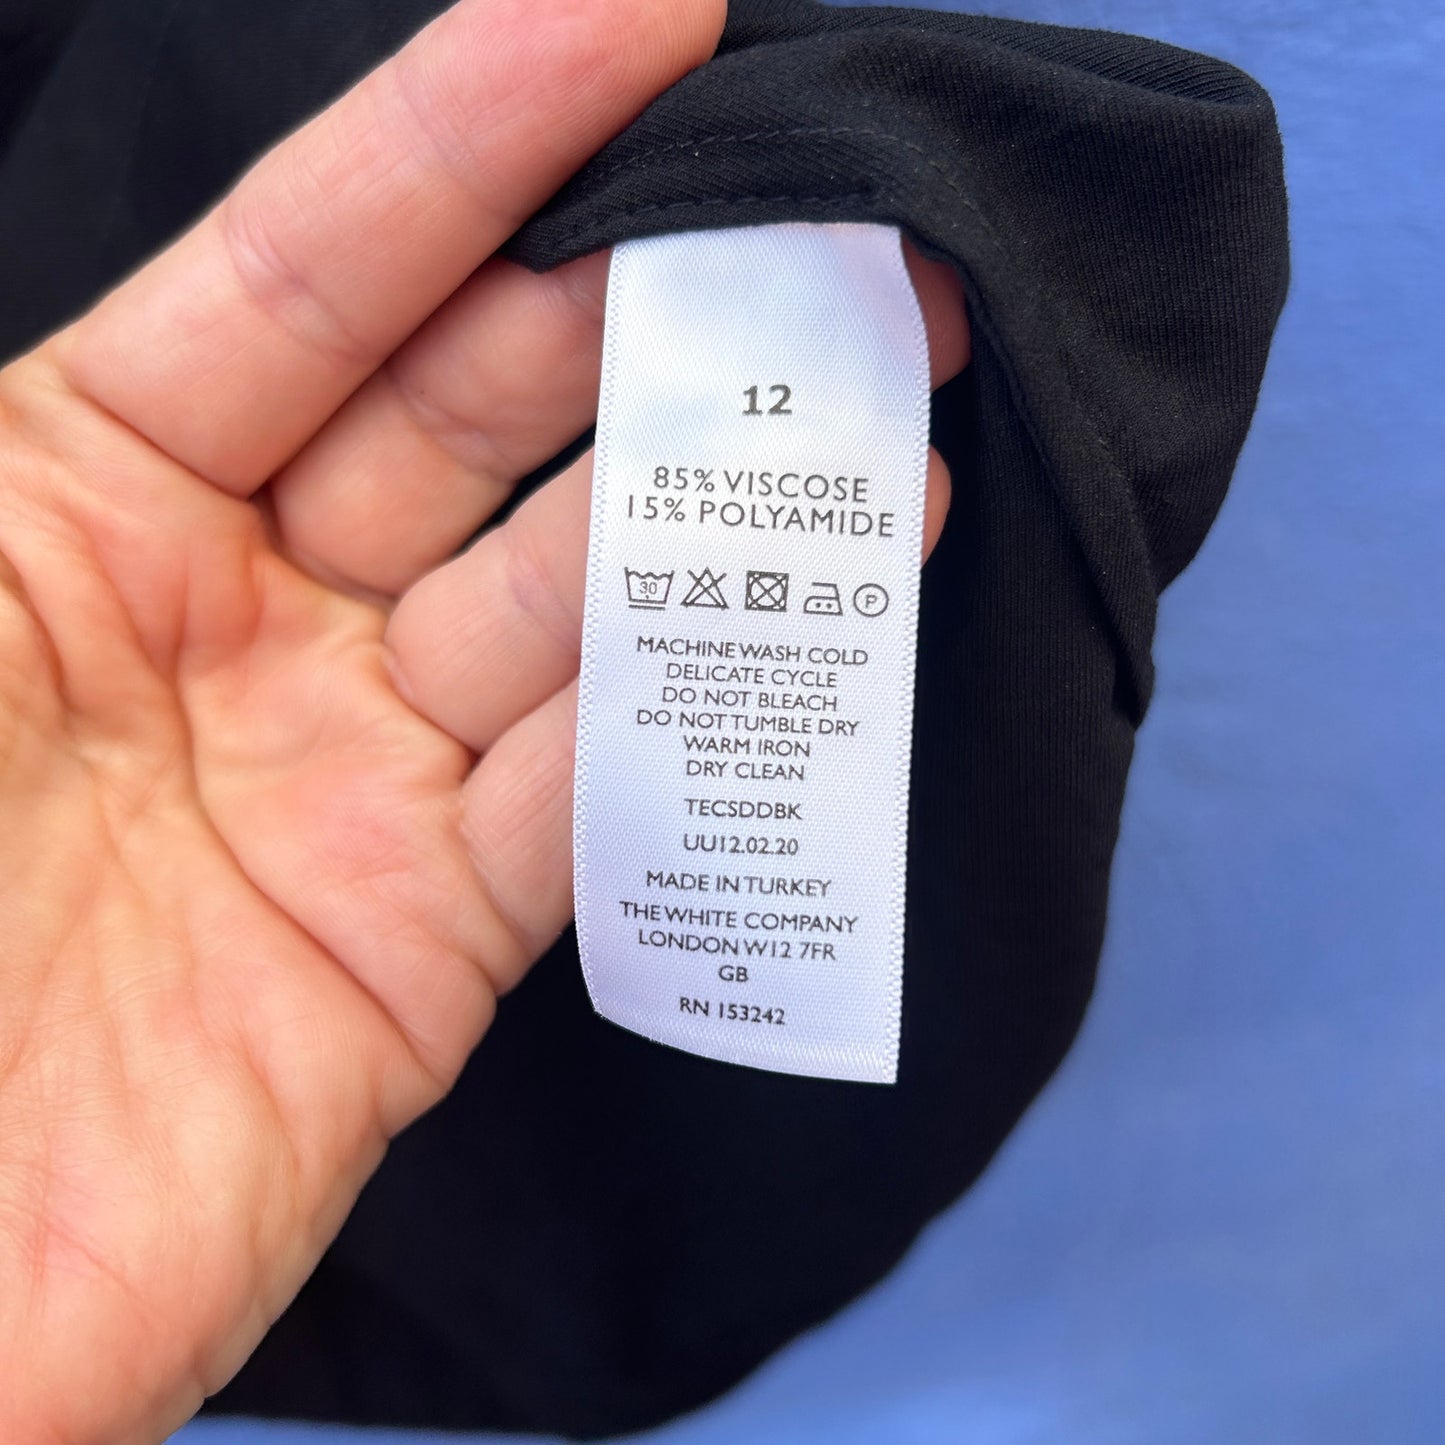 12
85% VISCOSE
15% POLYAMIDE
30 P
MACHINE WASH COLD
DELICATE CYCLE
DO NOT BLEACH
DO NOT TUMBLE DRY
WARM IRON
DRY CLEAN
TECSDDBK
UU12.02.20
MADE IN TURKEY
THE WHITE COMPANY
LONDON W12 7FR
GB
RN 153242